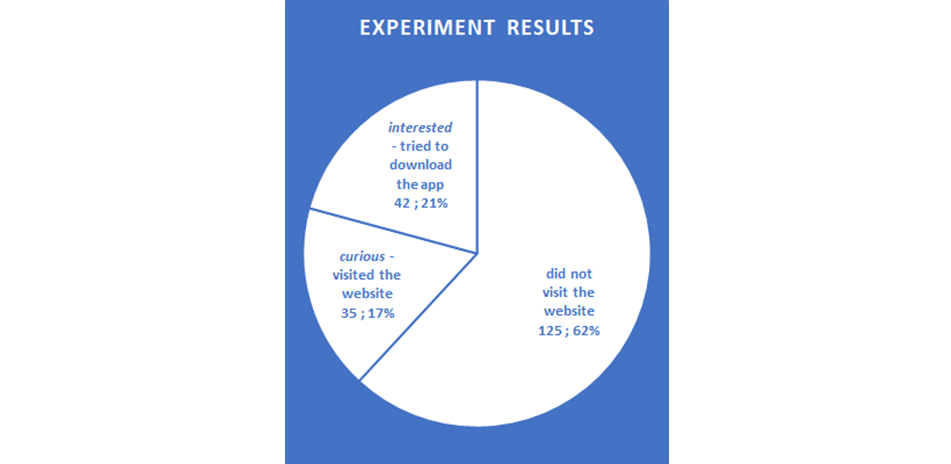 EXPERIMENT RESULTS
interested
- tried to
download
the app
42 ; 21%
curious -
visited the
website
35 ; 17%
did not
visit the
website
125 ; 62%